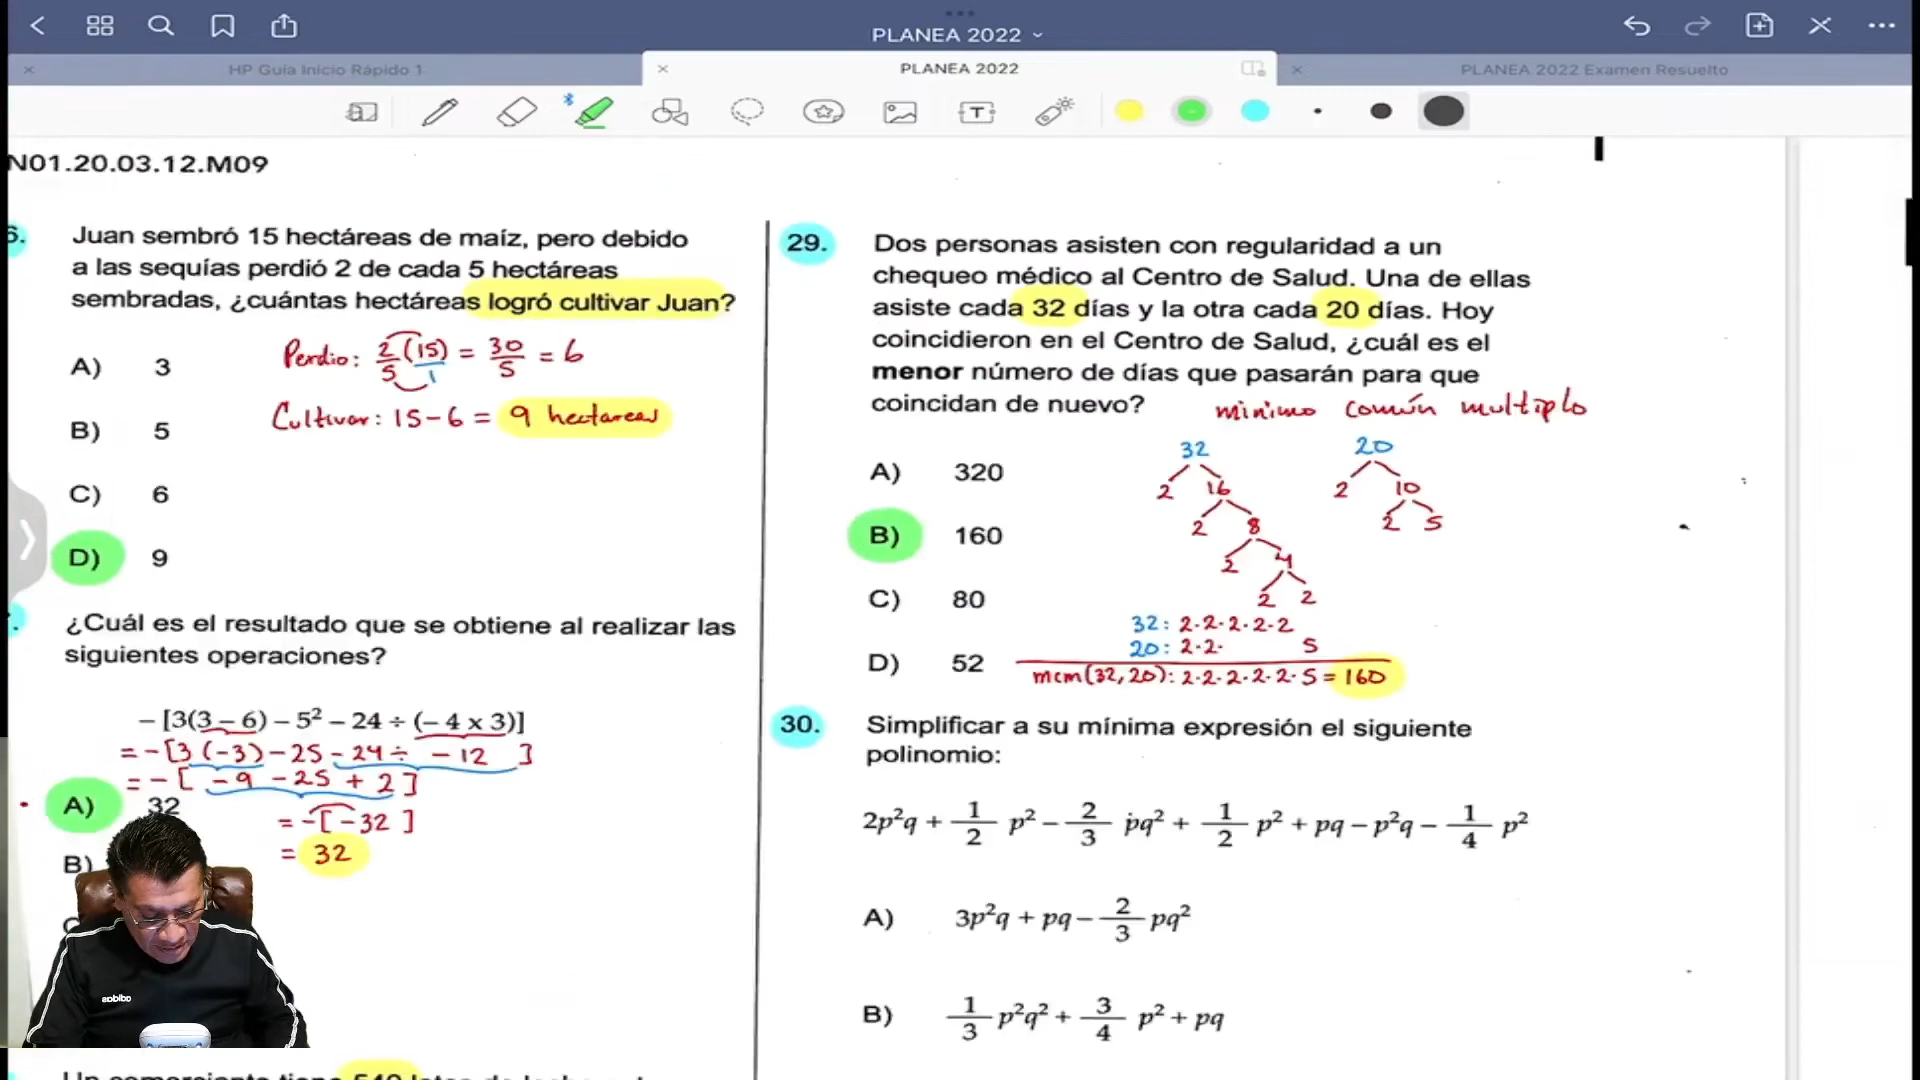 PLANEA 2022
HP Guia Inicio Rápido 1
PLANEA 2022
PLANEA 2022 Examen Resuelto
N01.20.03.12.M09
6.
Juan sembró 15 hectáreas de maíz, pero debido
a las sequías perdió 2 de cada 5 hectáreas
sembradas, ¿cuántas hectáreas logró cultivar Juan?
Perdio: 2/5 (15)/1 = 30/5 = 6
Cultivar: 15 - 6 = 9 hectareas
A) 3
B) 5
C) 6
D) 9
¿Cuál es el resultado que se obtiene al realizar las
siguientes operaciones?
– [3(3 – 6) – 5² – 24 ÷ (– 4 x 3)]
= -[3 (-3) - 25 - 24 ÷ -12 ]
= -[ -9 - 25 + 2 ]
= -[ -32 ]
= 32
A) 32
B)
29.
Dos personas asisten con regularidad a un
chequeo médico al Centro de Salud. Una de ellas
asiste cada 32 días y la otra cada 20 días. Hoy
coincidieron en el Centro de Salud, ¿cuál es el
menor número de días que pasarán para que
coincidan de nuevo?
minimo común multiplo
A) 320
B) 160
C) 80
D) 52
32
2 16
2 8
2 4
2 2
20
2 10
2 5
32: 2·2·2·2·2
20: 2·2· 5
mcm(32,20): 2·2·2·2·2·5 = 160
30.
Simplificar a su mínima expresión el siguiente
polinomio:
2p²q + 1/2 p² – 2/3 pq² + 1/2 p² + pq – p²q – 1/4 p²
A) 3p²q + pq – 2/3 pq²
B) 1/3 p²q² + 3/4 p² + pq
adidas